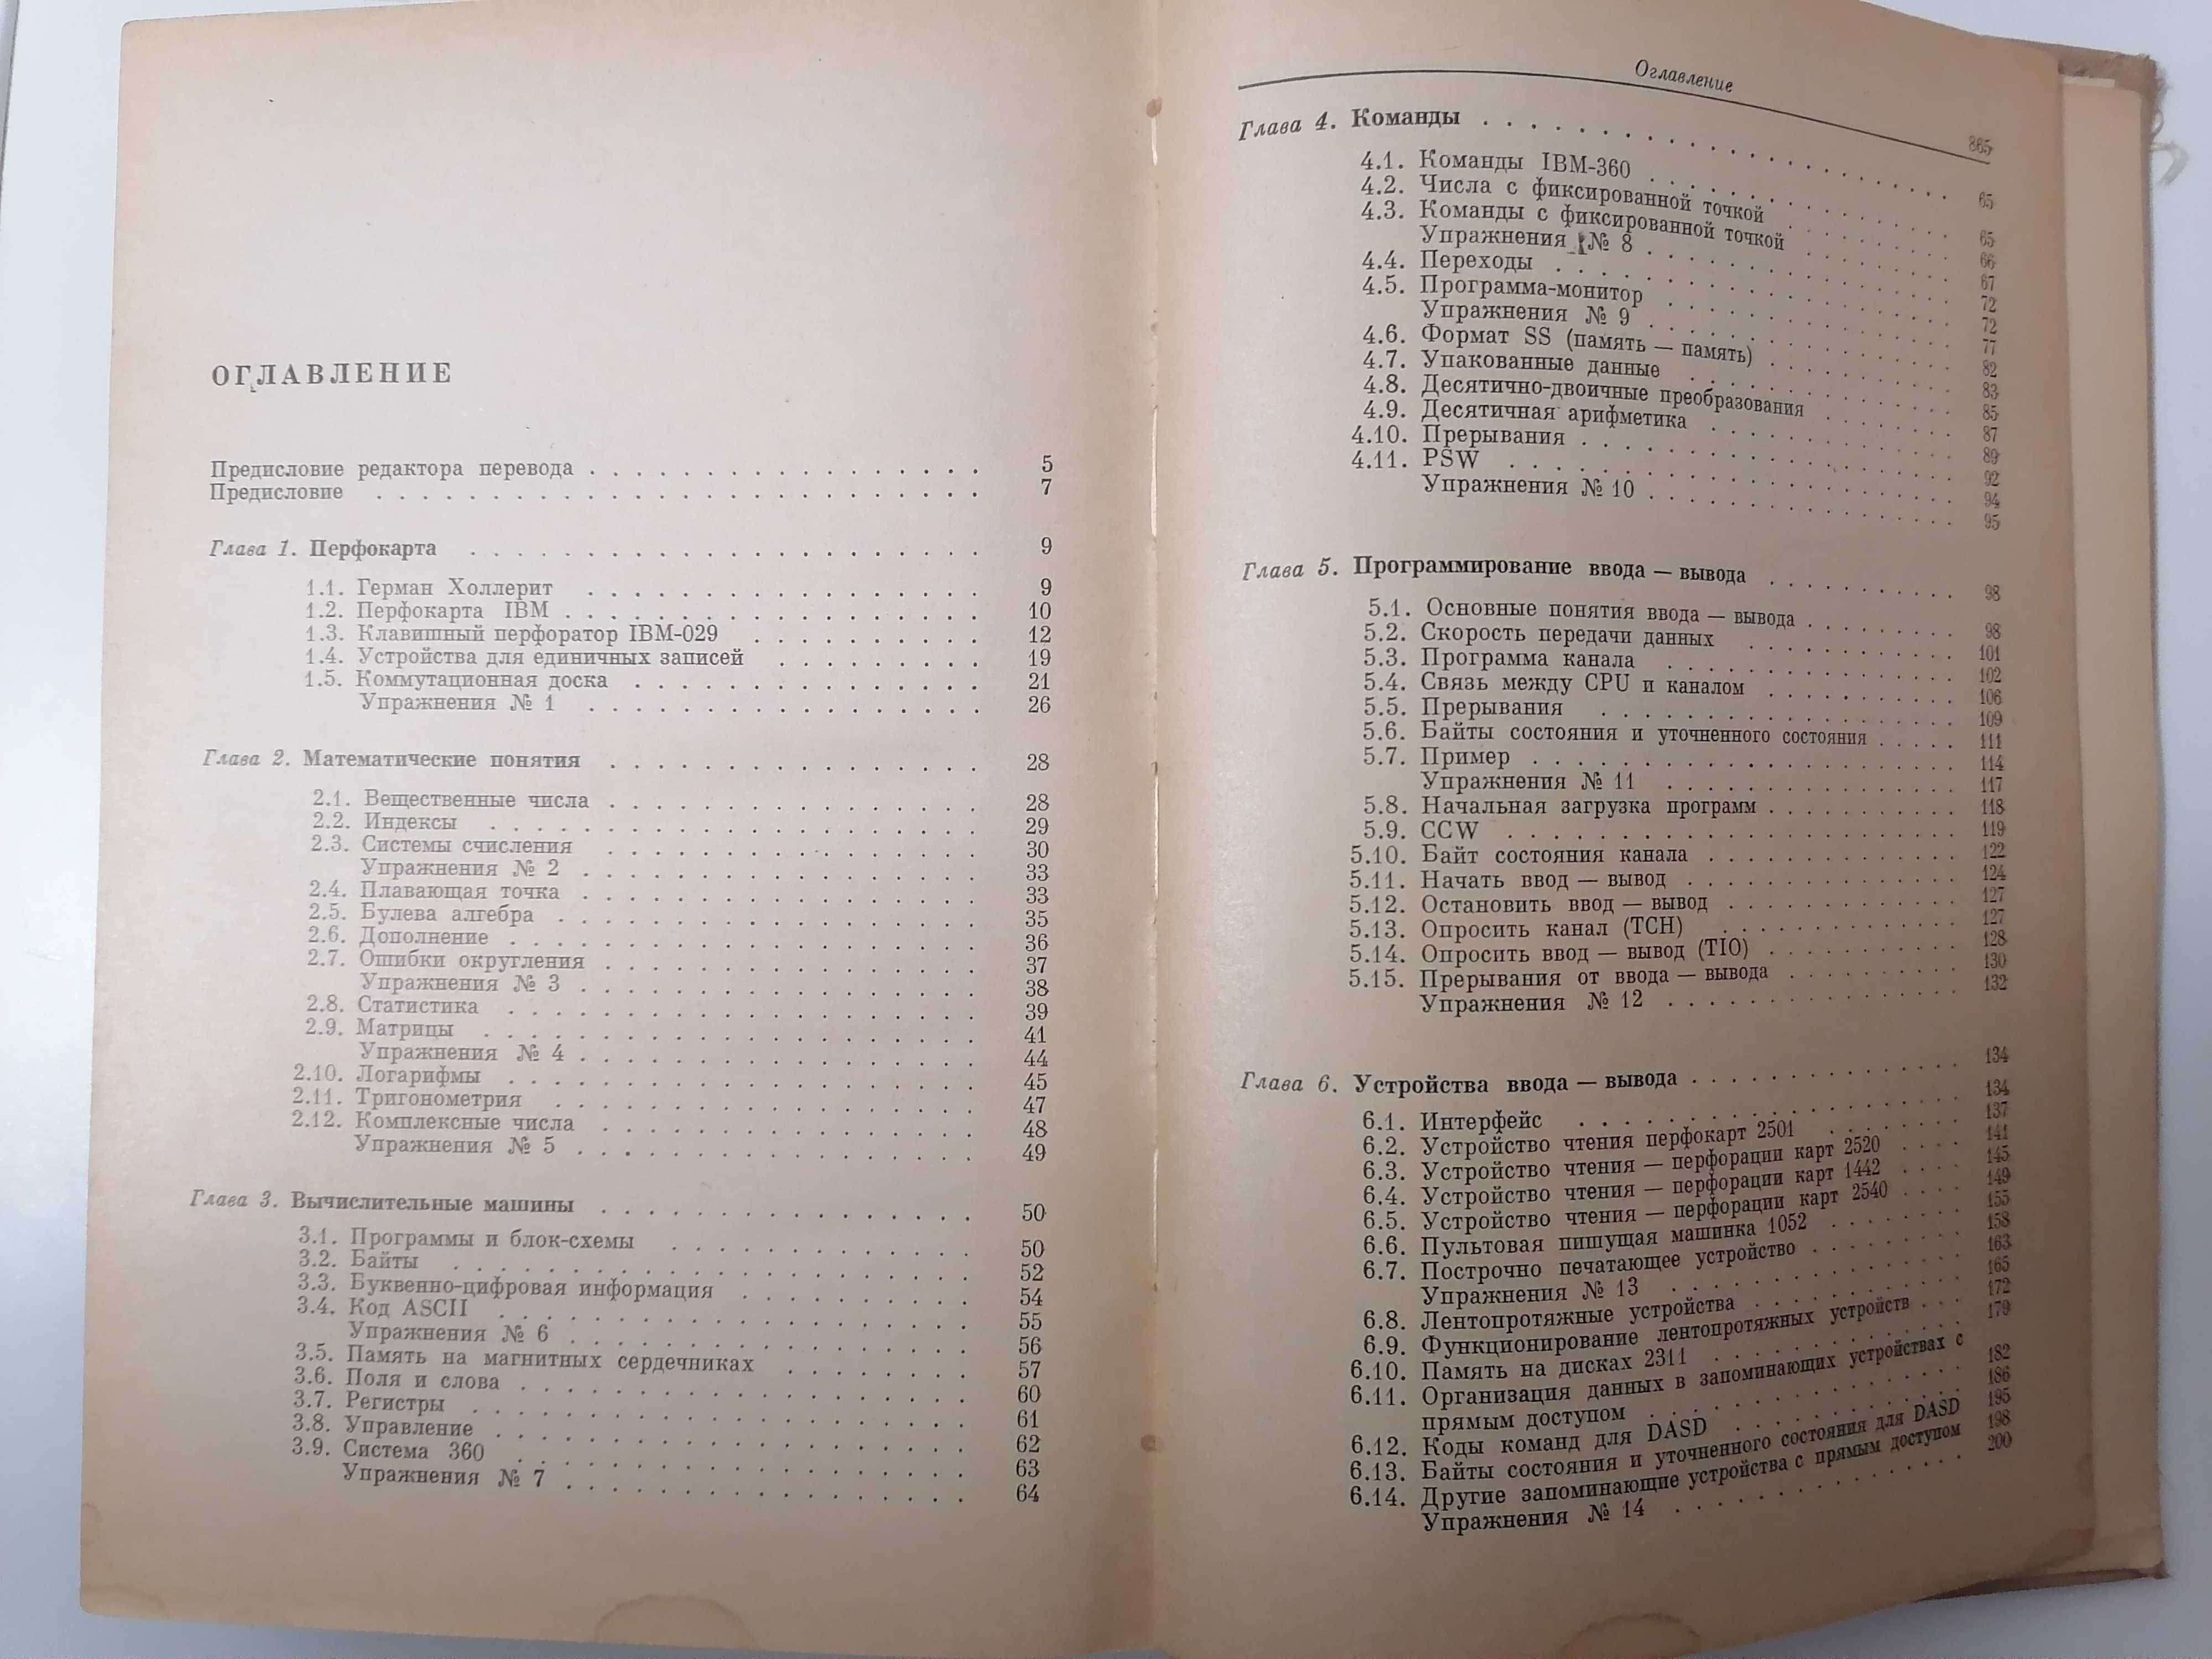 ОГЛАВЛЕНИЕ
Предисловие редактора перевода . . . . . . . . . . . . . . . . . 5
Предисловие . . . . . . . . . . . . . . . . . . . . . . . . . . 7
Глава 1. Перфокарта . . . . . . . . . . . . . . . . . . . . . . 9
1.1. Герман Холлерит . . . . . . . . . . . . . . . . . 9
1.2. Перфокарта IBM . . . . . . . . . . . . . . . . . . 10
1.3. Клавишный перфоратор IBM-029 . . . . . . . . . . 12
1.4. Устройства для единичных записей . . . . . . . . . 19
1.5. Коммутационная доска . . . . . . . . . . . . . . . 21
Упражнения № 1 . . . . . . . . . . . . . . . . . 26
Глава 2. Математические понятия . . . . . . . . . . . . . . . . 28
2.1. Вещественные числа . . . . . . . . . . . . . . . . 28
2.2. Индексы . . . . . . . . . . . . . . . . . . . . . 29
2.3. Системы счисления . . . . . . . . . . . . . . . . 30
Упражнения № 2 . . . . . . . . . . . . . . . . . 33
2.4. Плавающая точка . . . . . . . . . . . . . . . . . 33
2.5. Булева алгебра . . . . . . . . . . . . . . . . . . 35
2.6. Дополнение . . . . . . . . . . . . . . . . . . . . 36
2.7. Ошибки округления . . . . . . . . . . . . . . . . 37
Упражнения № 3 . . . . . . . . . . . . . . . . . 38
2.8. Статистика . . . . . . . . . . . . . . . . . . . . 39
2.9. Матрицы . . . . . . . . . . . . . . . . . . . . . 41
Упражнения № 4 . . . . . . . . . . . . . . . . . 44
2.10. Логарифмы . . . . . . . . . . . . . . . . . . . . 45
2.11. Тригонометрия . . . . . . . . . . . . . . . . . . 47
2.12. Комплексные числа . . . . . . . . . . . . . . . . 48
Упражнения № 5 . . . . . . . . . . . . . . . . . 49
Глава 3. Вычислительные машины . . . . . . . . . . . . . . . . 50
3.1. Программы и блок-схемы . . . . . . . . . . . . . 50
3.2. Байты . . . . . . . . . . . . . . . . . . . . . . 52
3.3. Буквенно-цифровая информация . . . . . . . . . . 54
3.4. Код ASCII . . . . . . . . . . . . . . . . . . . . 55
Упражнения № 6 . . . . . . . . . . . . . . . . . 56
3.5. Память на магнитных сердечниках . . . . . . . . 57
3.6. Поля и слова . . . . . . . . . . . . . . . . . . . 60
3.7. Регистры . . . . . . . . . . . . . . . . . . . . . 61
3.8. Управление . . . . . . . . . . . . . . . . . . . . 62
3.9. Система 360 . . . . . . . . . . . . . . . . . . . 63
Упражнения № 7 . . . . . . . . . . . . . . . . . 64
Оглавление 865
Глава 4. Команды . . . . . . . . . . . . . . . . . . . . 65
4.1. Команды IBM-360 . . . . . . . . . . . . . 65
4.2. Числа с фиксированной точкой . . . . . . . . 66
4.3. Команды с фиксированной точкой . . . . . . . 67
Упражнения № 8 . . . . . . . . . . . . . 72
4.4. Переходы . . . . . . . . . . . . . . . . 72
4.5. Программа-монитор . . . . . . . . . . . . 77
Упражнения № 9 . . . . . . . . . . . . . 82
4.6. Формат SS (память — память) . . . . . . . . 83
4.7. Упакованные данные . . . . . . . . . . . 85
4.8. Десятично-двоичные преобразования . . . . . . 87
4.9. Десятичная арифметика . . . . . . . . . . 89
4.10. Прерывания . . . . . . . . . . . . . . . 92
4.11. PSW . . . . . . . . . . . . . . . . . . 94
Упражнения № 10 . . . . . . . . . . . . . 95
Глава 5. Программирование ввода — вывода . . . . . . . . . 98
5.1. Основные понятия ввода — вывода . . . . . . . 98
5.2. Скорость передачи данных . . . . . . . . . 101
5.3. Программа канала . . . . . . . . . . . . 102
5.4. Связь между CPU и каналом . . . . . . . . 106
5.5. Прерывания . . . . . . . . . . . . . . . 109
5.6. Байты состояния и уточненного состояния . . . . . 111
5.7. Пример . . . . . . . . . . . . . . . . . 114
Упражнения № 11 . . . . . . . . . . . . . 117
5.8. Начальная загрузка программ . . . . . . . . 118
5.9. CCW . . . . . . . . . . . . . . . . . . 119
5.10. Байт состояния канала . . . . . . . . . . 122
5.11. Начать ввод — вывод . . . . . . . . . . . 124
5.12. Остановить ввод — вывод . . . . . . . . . 127
5.13. Опросить канал (TCH) . . . . . . . . . . 127
5.14. Опросить ввод — вывод (TIO) . . . . . . . . 128
5.15. Прерывания от ввода — вывода . . . . . . . 130
Упражнения № 12 . . . . . . . . . . . . . 132
Глава 6. Устройства ввода — вывода . . . . . . . . . . . . 134
6.1. Интерфейс . . . . . . . . . . . . . . . . 134
6.2. Устройство чтения перфокарт 2501 . . . . . . 137
6.3. Устройство чтения — перфорации карт 2520 . . . . 141
6.4. Устройство чтения — перфорации карт 1442 . . . . 145
6.5. Устройство чтения — перфорации карт 2540 . . . . 149
6.6. Пультовая пишущая машинка 1052 . . . . . . 155
6.7. Построчно печатающее устройство . . . . . . . 158
Упражнения № 13 . . . . . . . . . . . . . 163
6.8. Лентопротяжные устройства . . . . . . . . . 165
6.9. Функционирование лентопротяжных устройств . . . 172
6.10. Память на дисках 2311 . . . . . . . . . . 179
6.11. Организация данных в запоминающих устройствах с
прямым доступом . . . . . . . . . . . . . 182
6.12. Коды команд для DASD . . . . . . . . . . 186
6.13. Байты состояния и уточненного состояния для DASD 195
6.14. Другие запоминающие устройства с прямым доступом 198
Упражнения № 14 . . . . . . . . . . . . . 200